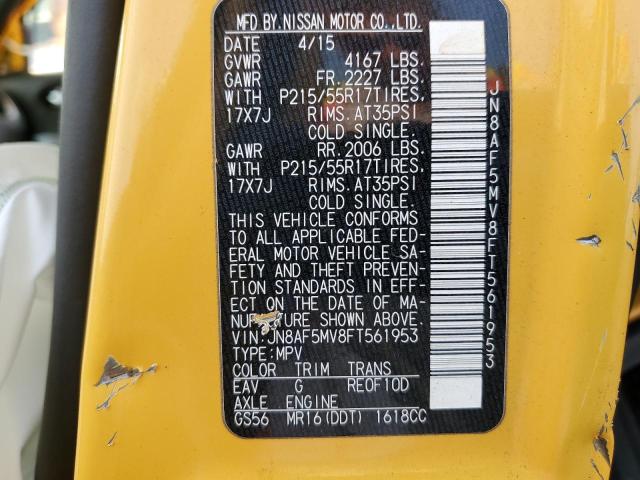 MFD BY. NISSAN MOTOR CO., LTD.
DATE 4/15
GVWR 4167 LBS.
GAWR FR. 2227 LBS.
WITH P215/55R17TIRES,
17X7J RIMS. AT35PSI
COLD SINGLE.
GAWR RR. 2006 LBS.
WITH P215/55R17TIRES,
17X7J RIMS. AT35PSI
COLD SINGLE.
THIS VEHICLE CONFORMS
TO ALL APPLICABLE FED-
ERAL MOTOR VEHICLE SA-
FETY AND THEFT PREVEN-
TION STANDARDS IN EFF-
ECT ON THE DATE OF MA-
NUFACTURE SHOWN ABOVE.
VIN: JN8AF5MV8FT561953
TYPE: MPV
COLOR TRIM TRANS
EAV G REOF10D
AXLE ENGINE
GS56 MR16(DDT) 1618CC
JN8AF5MV8FT561953